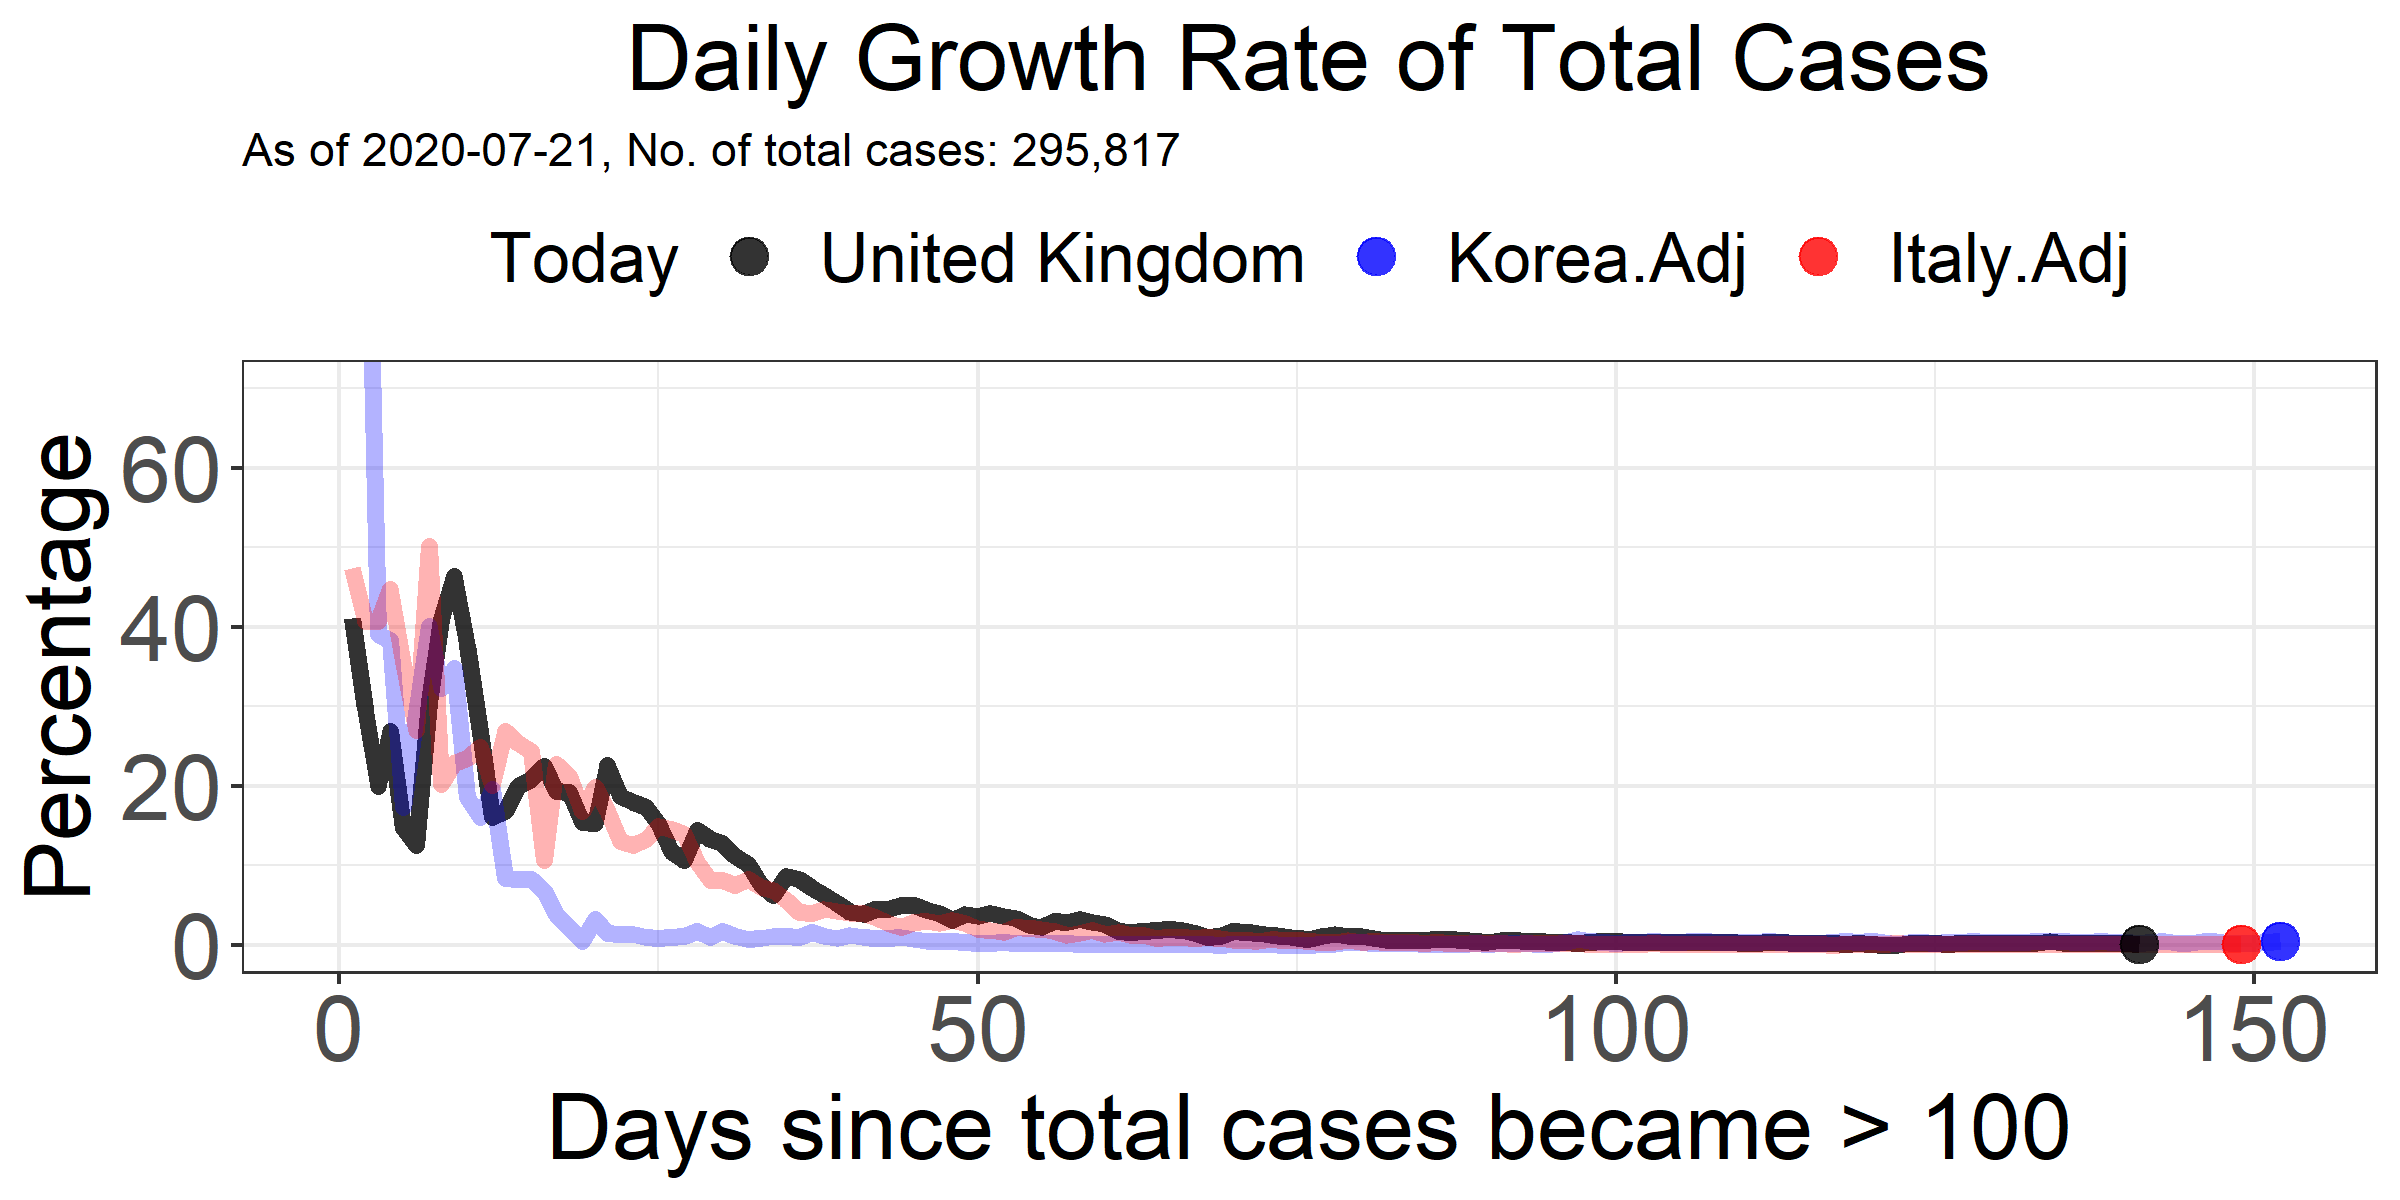 Daily Growth Rate of Total Cases
As of 2020-07-21, No. of total cases: 295,817
Today United Kingdom Korea.Adj Italy.Adj
Percentage
60
40
20
0
0 50 100 150
Days since total cases became > 100